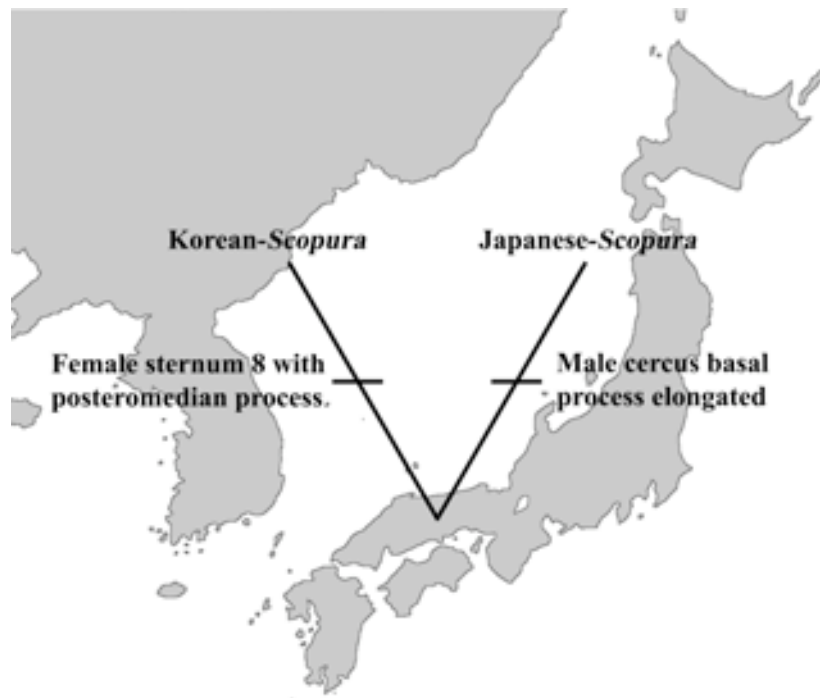 Korean-Scopura
Japanese-Scopura
Female sternum 8 with
posteromedian process.
Male cercus basal
process elongated